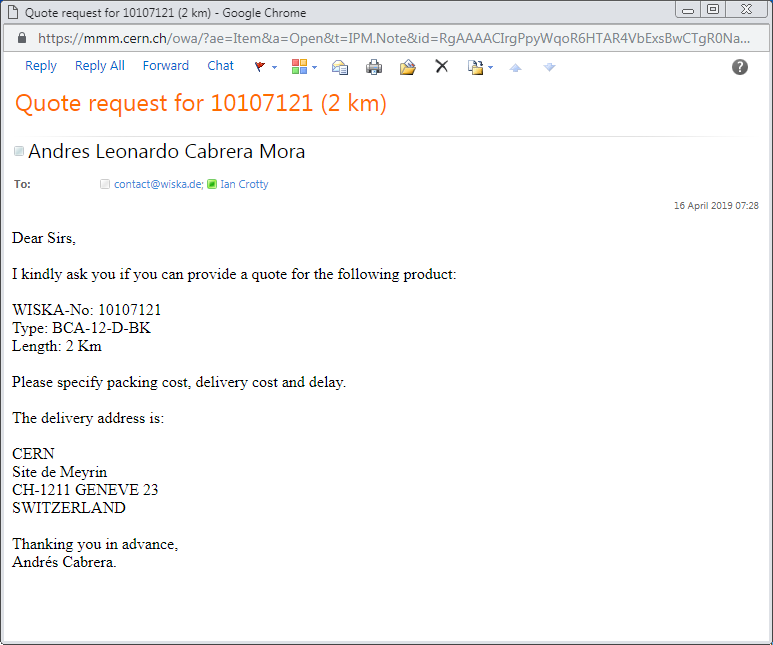 Quote request for 10107121 (2 km) - Google Chrome
https://mmm.cern.ch/owa/?ae=Item&a=Open&t=IPM.Note&id=RgAAAACIrgPpyWqoR6HTAR4VbExsBwCTgR0Na...
Reply Reply All Forward Chat
Quote request for 10107121 (2 km)
Andres Leonardo Cabrera Mora
To: contact@wiska.de; Ian Crotty
16 April 2019 07:28
Dear Sirs,
I kindly ask you if you can provide a quote for the following product:
WISKA-No: 10107121
Type: BCA-12-D-BK
Length: 2 Km
Please specify packing cost, delivery cost and delay.
The delivery address is:
CERN
Site de Meyrin
CH-1211 GENEVE 23
SWITZERLAND
Thanking you in advance,
Andrés Cabrera.